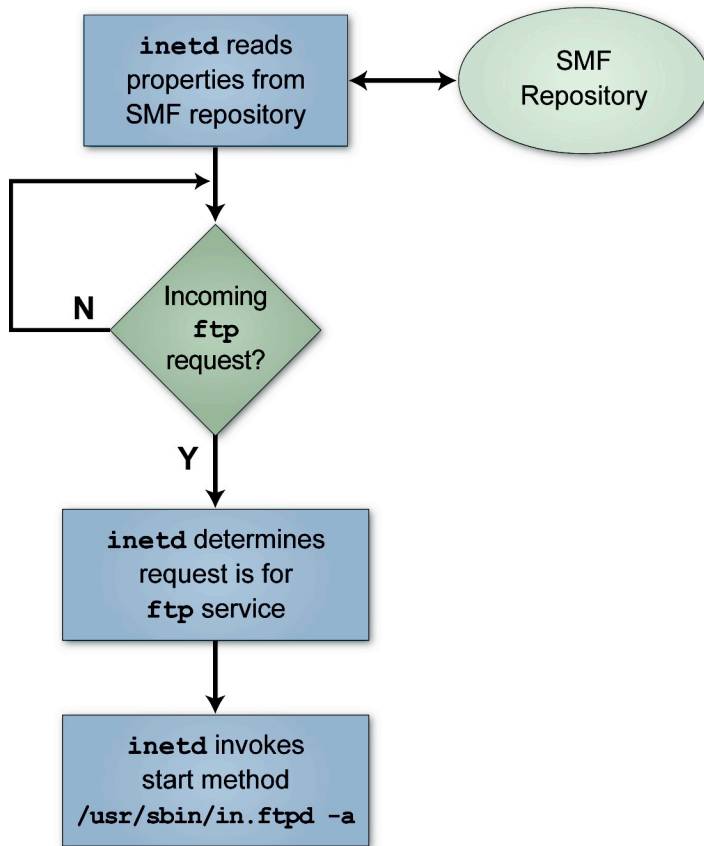 inetd reads
properties from
SMF repository
SMF
Repository
Incoming
ftp
request?
N
Y
inetd determines
request is for
ftp service
inetd invokes
start method
/usr/sbin/in.ftpd -a